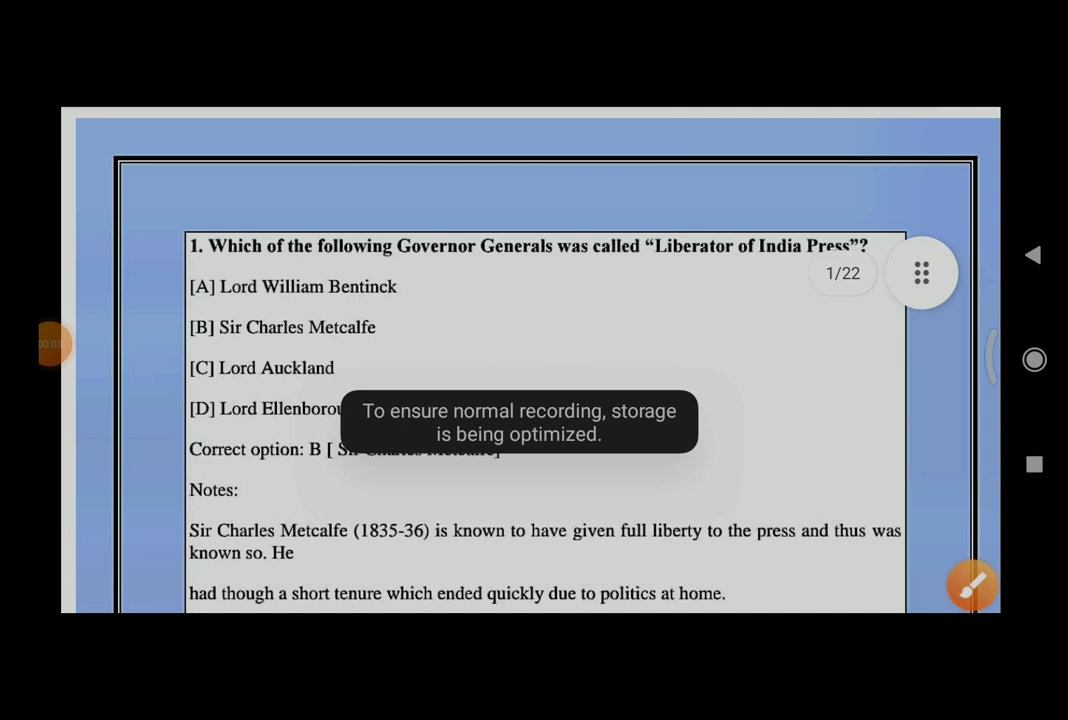 1. Which of the following Governor Generals was called “Liberator of India Press”?
1/22
[A] Lord William Bentinck
[B] Sir Charles Metcalfe
[C] Lord Auckland
[D] Lord
To ensure normal recording, storage
is being optimized.
00:03
Correct option: B [
Notes:
Sir Charles Metcalfe (1835-36) is known to have given full liberty to the press and thus was
known so. He
had though a short tenure which ended quickly due to politics at home.